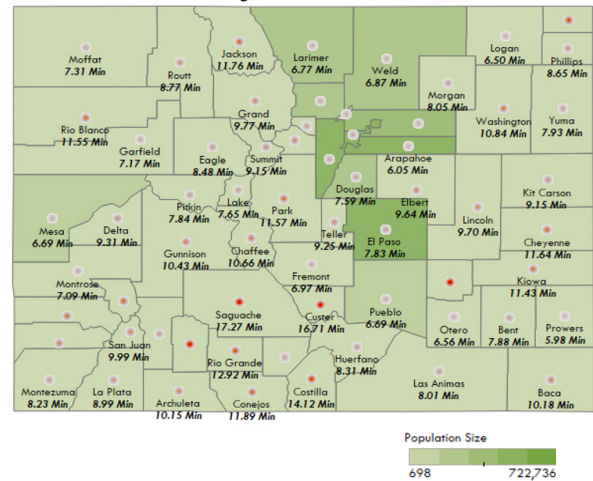 Moffat
7.31 Min
Routt
8.77 Min
Jackson
11.76 Min
Larimer
6.77 Min
Weld
6.87 Min
Logan
6.50 Min
Phillips
8.65 Min
Morgan
8.05 Min
Washington
10.84 Min
Yuma
7.93 Min
Grand
9.77 Min
Rio Blanco
11.55 Min
Garfield
7.17 Min
Eagle
8.48 Min
Summit
9.15 Min
Arapahoe
6.05 Min
Douglas
7.59 Min
Elbert
9.64 Min
Kit Carson
9.15 Min
Pitkin
7.84 Min
Lake
7.65 Min
Park
11.57 Min
Lincoln
9.70 Min
Mesa
6.69 Min
Delta
9.31 Min
Teller
9.25 Min
El Paso
7.83 Min
Cheyenne
11.64 Min
Gunnison
10.43 Min
Chaffee
10.66 Min
Fremont
6.97 Min
Kiowa
11.43 Min
Montrose
7.09 Min
Saguache
17.27 Min
Custer
16.71 Min
Pueblo
6.69 Min
Otero
6.56 Min
Bent
7.88 Min
Prowers
5.98 Min
San Juan
9.99 Min
Rio Grande
12.92 Min
Huerfano
8.31 Min
Montezuma
8.23 Min
La Plata
8.99 Min
Archuleta
10.15 Min
Conejos
11.89 Min
Costilla
14.12 Min
Las Animas
8.01 Min
Baca
10.18 Min
Population Size
698 722,736